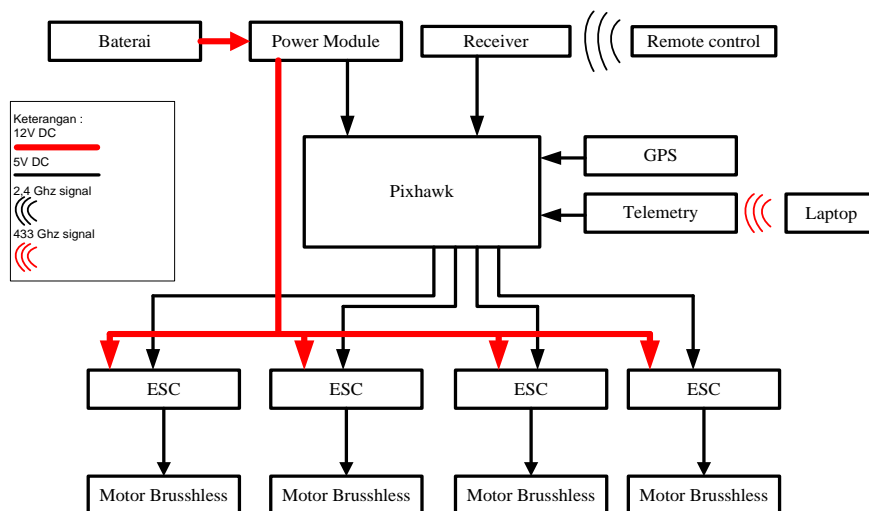 Baterai
Power Module
Receiver
Remote control
Keterangan :
12V DC
5V DC
2,4 Ghz signal
433 Ghz signal
Pixhawk
GPS
Telemetry
Laptop
ESC
ESC
ESC
ESC
Motor Brusshless
Motor Brusshless
Motor Brusshless
Motor Brusshless